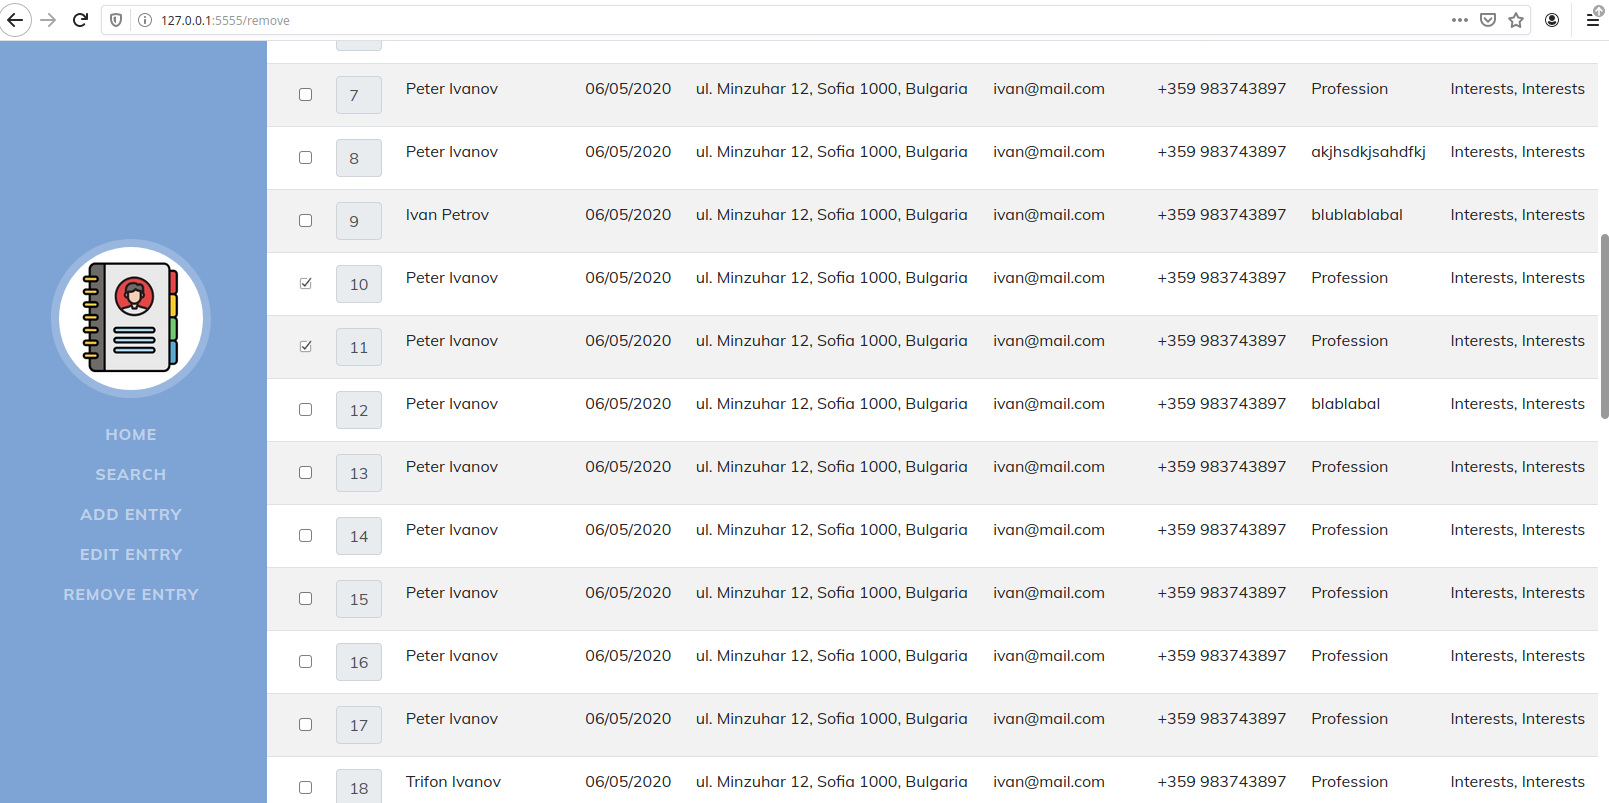 127.0.0.1:5555/remove
7 Peter Ivanov 06/05/2020 ul. Minzuhar 12, Sofia 1000, Bulgaria ivan@mail.com +359 983743897 Profession Interests, Interests
8 Peter Ivanov 06/05/2020 ul. Minzuhar 12, Sofia 1000, Bulgaria ivan@mail.com +359 983743897 akjhsdkjsahdfkj Interests, Interests
9 Ivan Petrov 06/05/2020 ul. Minzuhar 12, Sofia 1000, Bulgaria ivan@mail.com +359 983743897 blublablabal Interests, Interests
10 Peter Ivanov 06/05/2020 ul. Minzuhar 12, Sofia 1000, Bulgaria ivan@mail.com +359 983743897 Profession Interests, Interests
11 Peter Ivanov 06/05/2020 ul. Minzuhar 12, Sofia 1000, Bulgaria ivan@mail.com +359 983743897 Profession Interests, Interests
12 Peter Ivanov 06/05/2020 ul. Minzuhar 12, Sofia 1000, Bulgaria ivan@mail.com +359 983743897 blablabal Interests, Interests
13 Peter Ivanov 06/05/2020 ul. Minzuhar 12, Sofia 1000, Bulgaria ivan@mail.com +359 983743897 Profession Interests, Interests
14 Peter Ivanov 06/05/2020 ul. Minzuhar 12, Sofia 1000, Bulgaria ivan@mail.com +359 983743897 Profession Interests, Interests
15 Peter Ivanov 06/05/2020 ul. Minzuhar 12, Sofia 1000, Bulgaria ivan@mail.com +359 983743897 Profession Interests, Interests
16 Peter Ivanov 06/05/2020 ul. Minzuhar 12, Sofia 1000, Bulgaria ivan@mail.com +359 983743897 Profession Interests, Interests
17 Peter Ivanov 06/05/2020 ul. Minzuhar 12, Sofia 1000, Bulgaria ivan@mail.com +359 983743897 Profession Interests, Interests
18 Trifon Ivanov 06/05/2020 ul. Minzuhar 12, Sofia 1000, Bulgaria ivan@mail.com +359 983743897 Profession Interests, Interests
HOME
SEARCH
ADD ENTRY
EDIT ENTRY
REMOVE ENTRY